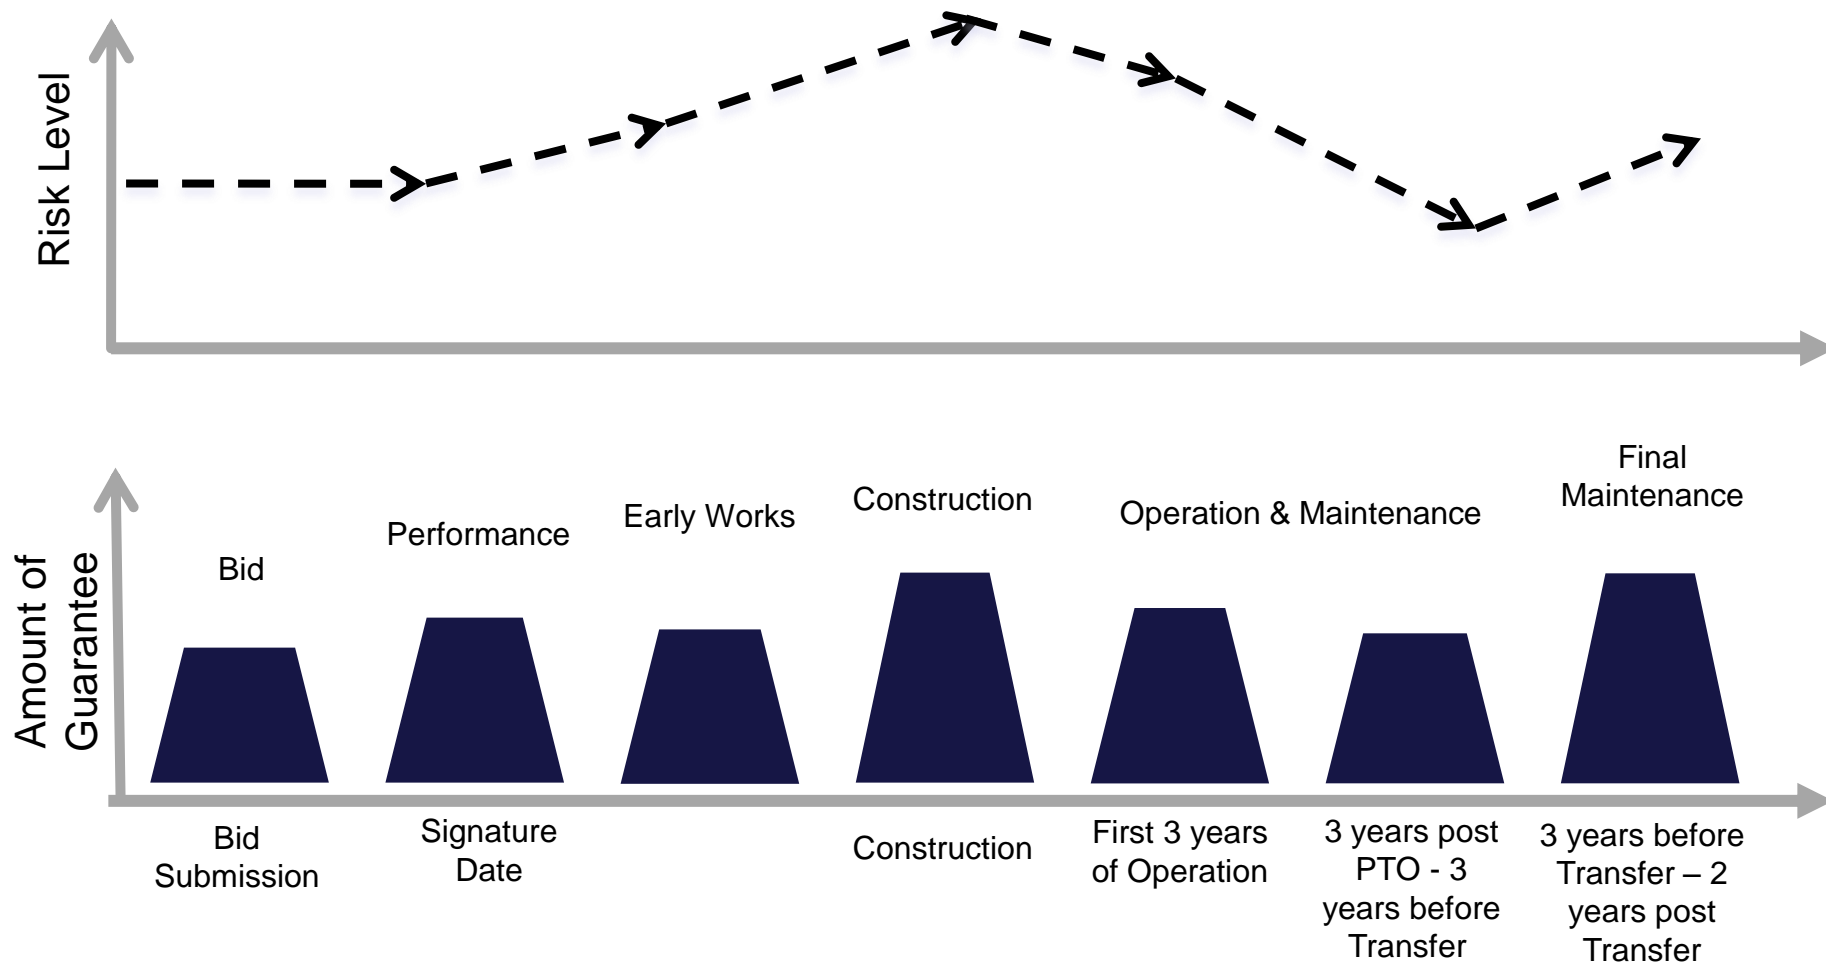 Risk Level
Final
Maintenance
Construction
Operation & Maintenance
Early Works
Performance
Bid
Amount of
Guarantee
Bid
Submission
Signature
Date
Construction
First 3 years
of Operation
3 years post
PTO - 3
years before
Transfer
3 years before
Transfer – 2
years post
Transfer